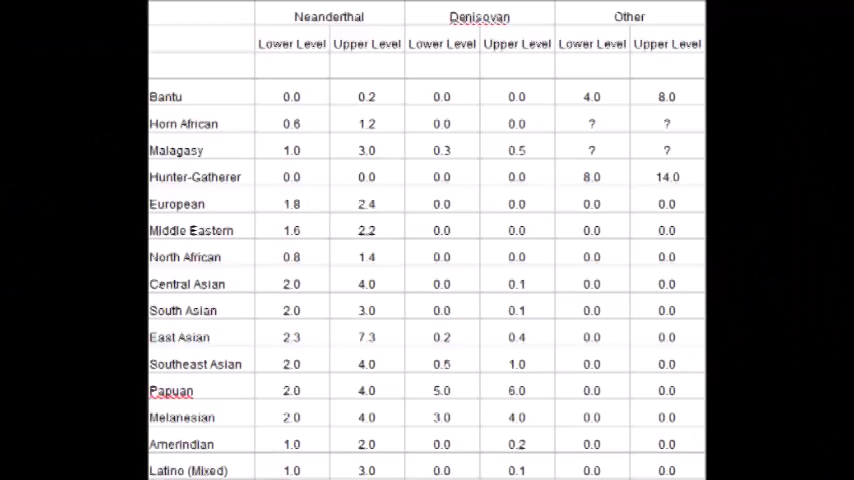 Neanderthal Denisovan Other
Lower Level Upper Level Lower Level Upper Level Lower Level Upper Level
Bantu 0.0 0.2 0.0 0.0 4.0 8.0
Horn African 0.6 1.2 0.0 0.0 ? ?
Malagasy 1.0 3.0 0.3 0.5 ? ?
Hunter-Gatherer 0.0 0.0 0.0 0.0 8.0 14.0
European 1.8 2.4 0.0 0.0 0.0 0.0
Middle Eastern 1.6 2.2 0.0 0.0 0.0 0.0
North African 0.8 1.4 0.0 0.0 0.0 0.0
Central Asian 2.0 4.0 0.0 0.1 0.0 0.0
South Asian 2.0 3.0 0.0 0.1 0.0 0.0
East Asian 2.3 7.3 0.2 0.4 0.0 0.0
Southeast Asian 2.0 4.0 0.5 1.0 0.0 0.0
Papuan 2.0 4.0 5.0 6.0 0.0 0.0
Melanesian 2.0 4.0 3.0 4.0 0.0 0.0
Amerindian 1.0 2.0 0.0 0.2 0.0 0.0
Latino (Mixed) 1.0 3.0 0.0 0.1 0.0 0.0